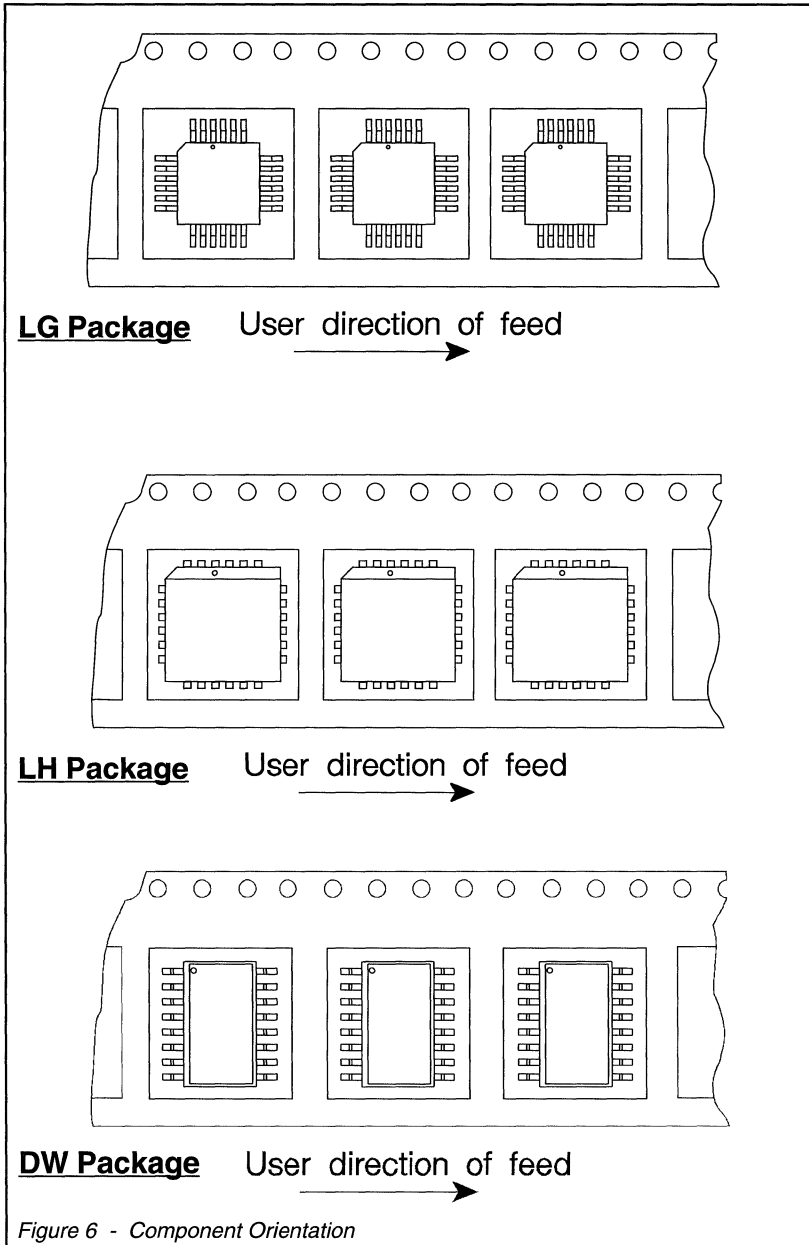 LG Package User direction of feed
LH Package User direction of feed
DW Package User direction of feed
Figure 6 - Component Orientation